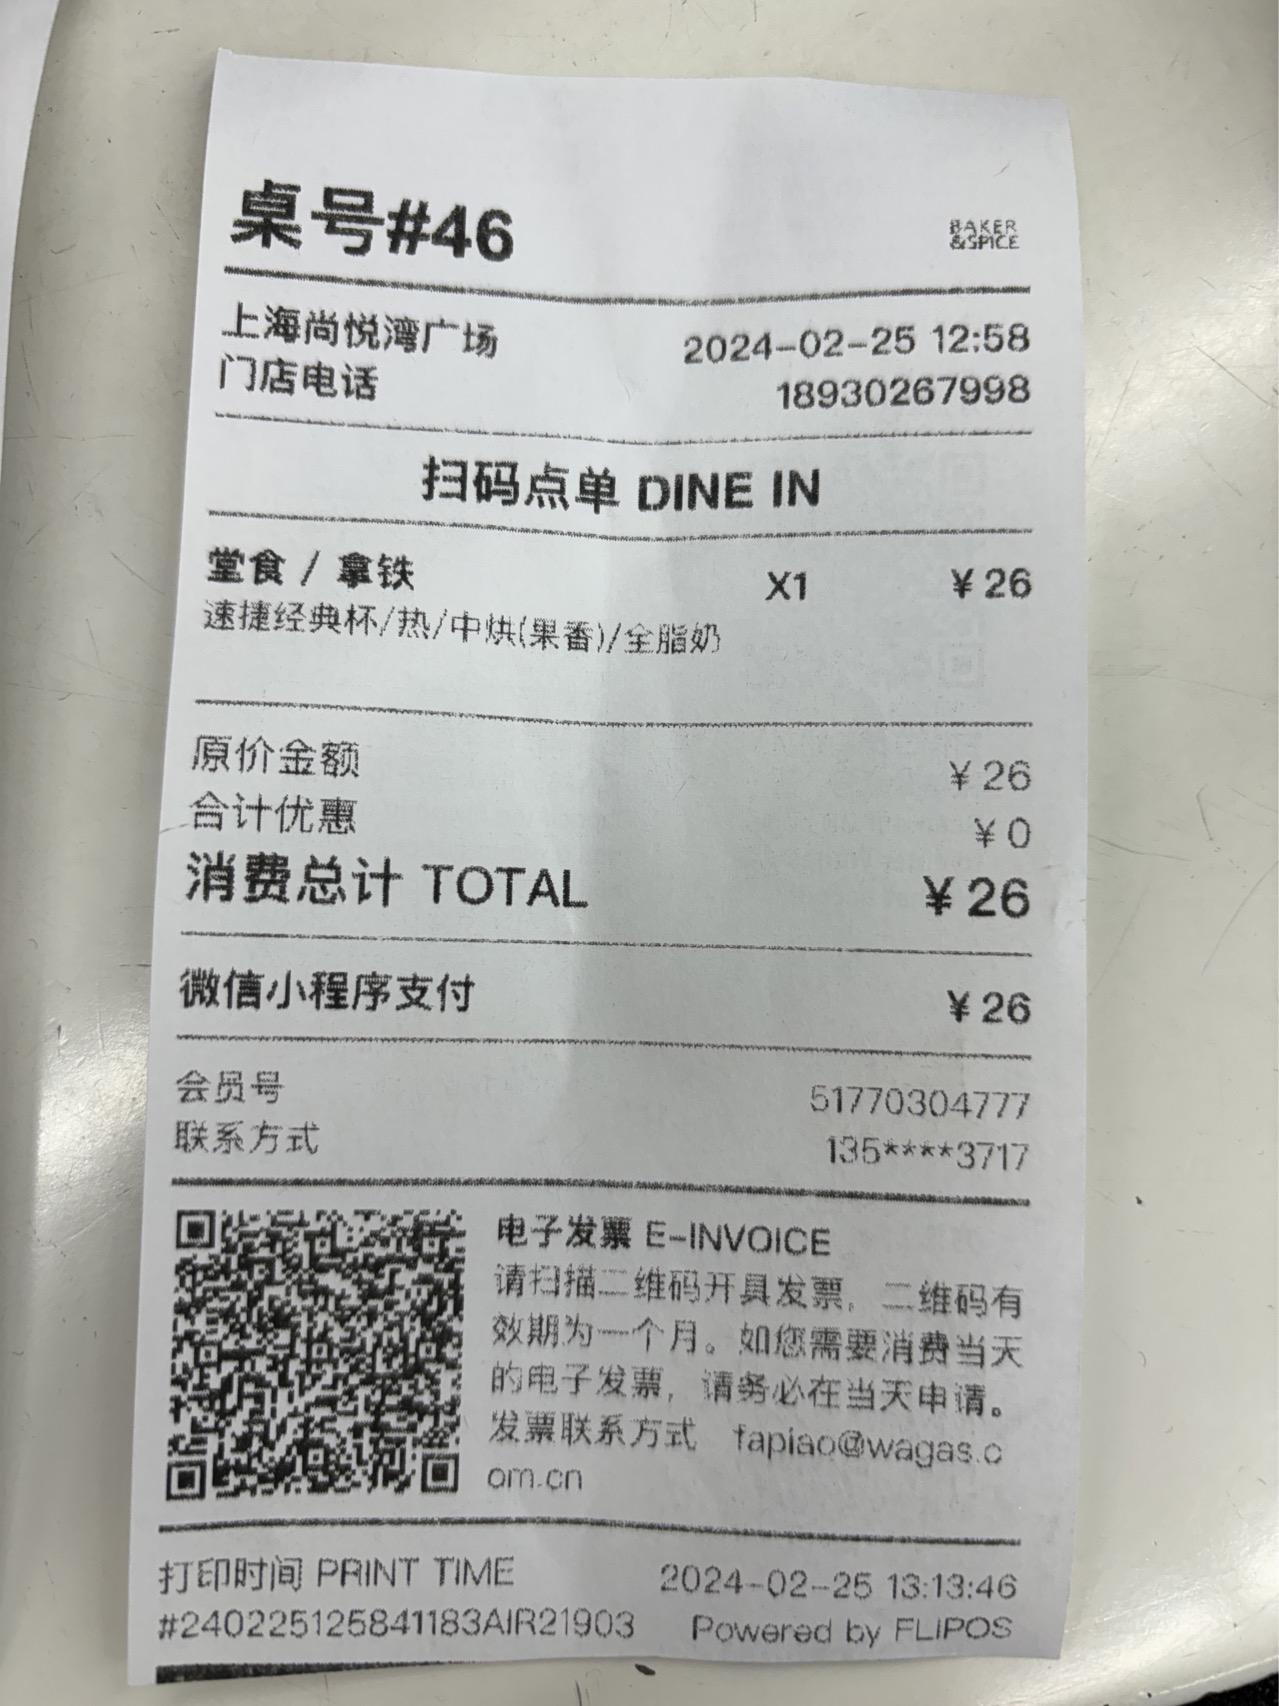 桌号#46
BAKER
&SPICE
上海尚悦湾广场 2024-02-25 12:58
门店电话 18930267998
扫码点单 DINE IN
堂食 / 拿铁 X1 ¥26
速捷经典杯/热/中烘(果香)/全脂奶
原价金额 ¥26
合计优惠 ¥0
消费总计 TOTAL ¥26
微信小程序支付 ¥26
会员号 51770304777
联系方式 135****3717
电子发票 E-INVOICE
请扫描二维码开具发票，二维码有
效期为一个月。如您需要消费当天
的电子发票，请务必在当天申请。
发票联系方式 fapiao@wagas.c
om.cn
打印时间 PRINT TIME 2024-02-25 13:13:46
#240225125841183AIR21903 Powered by FLIPOS